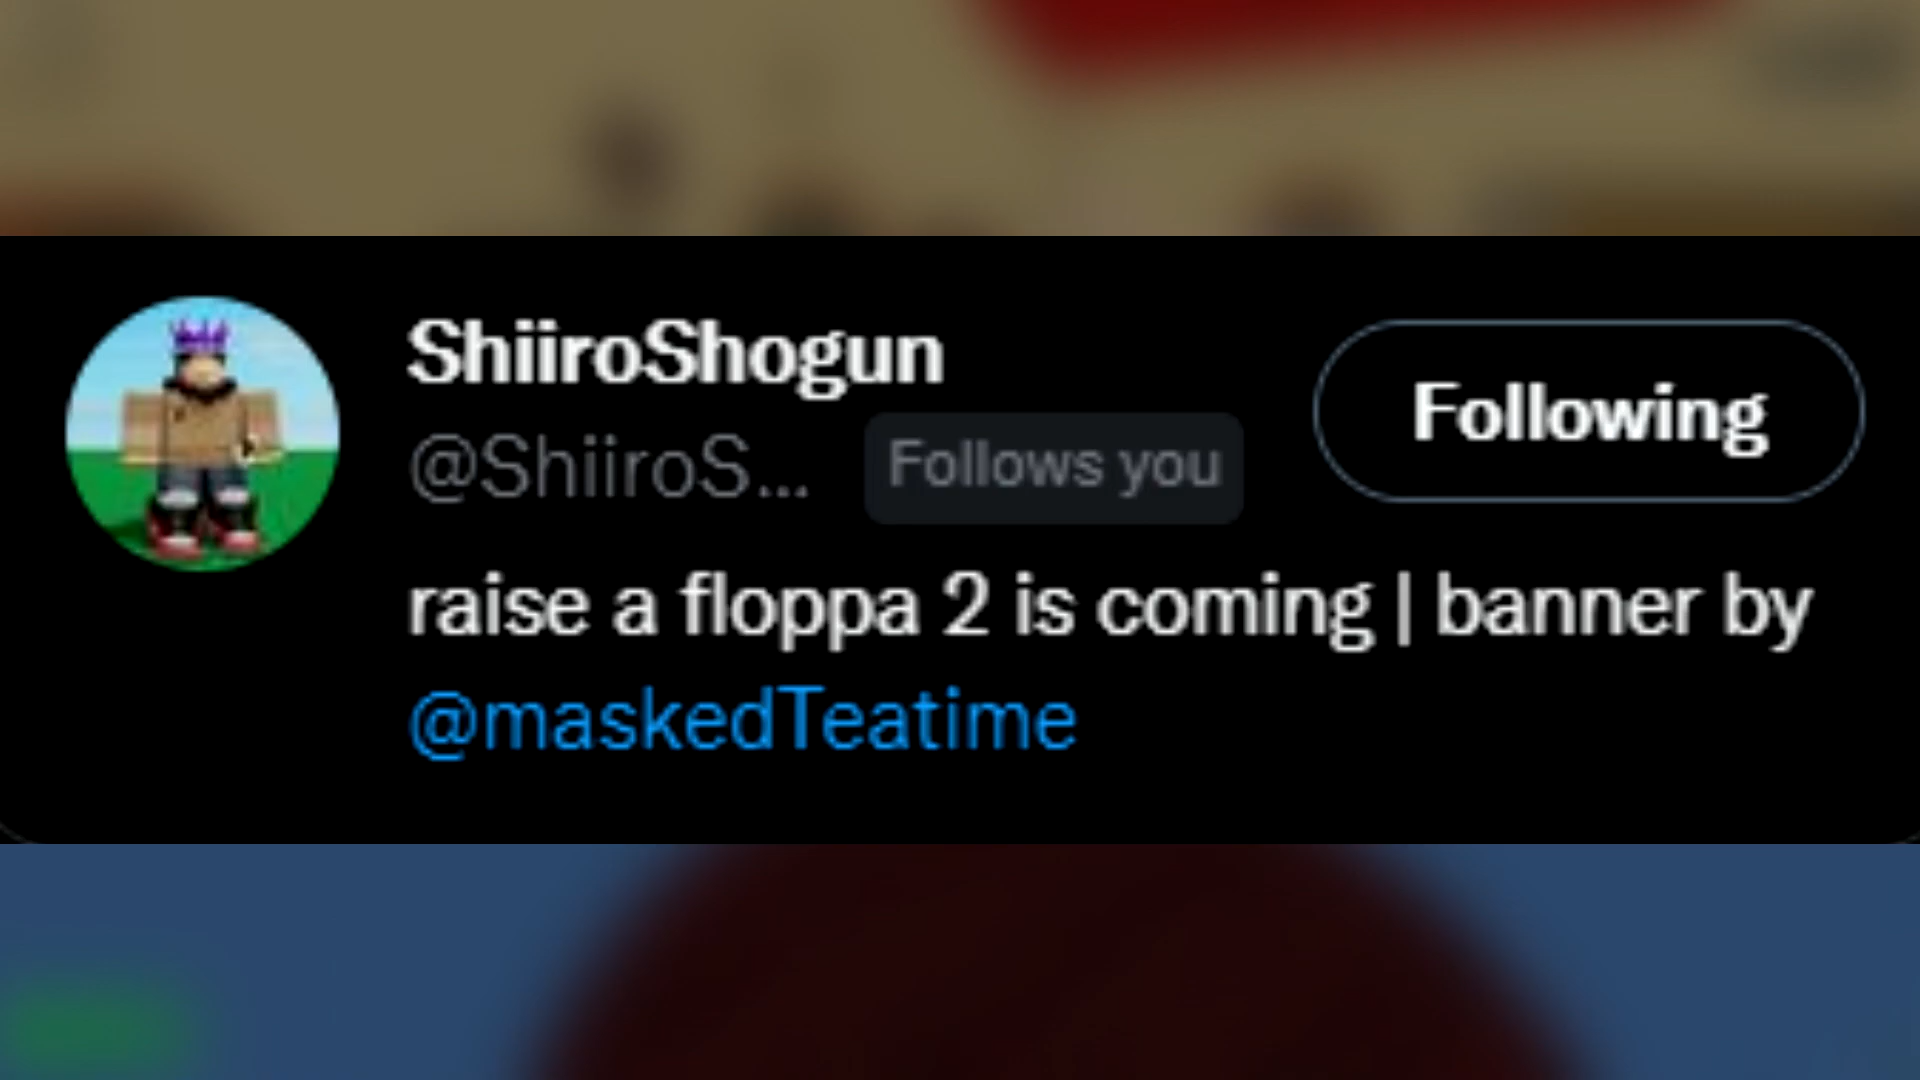 ShiiroShogun
Following
@ShiiroS...
Follows you
raise a floppa 2 is coming | banner by
@maskedTeatime